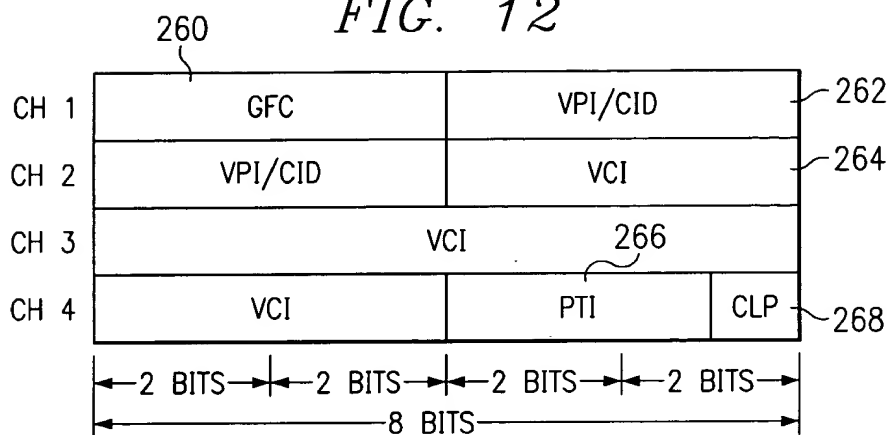 FIG. 12
260
CH 1 GFC VPI/CID 262
CH 2 VPI/CID VCI 264
CH 3 VCI
266
CH 4 VCI PTI CLP 268
2 BITS 2 BITS 2 BITS 2 BITS
8 BITS